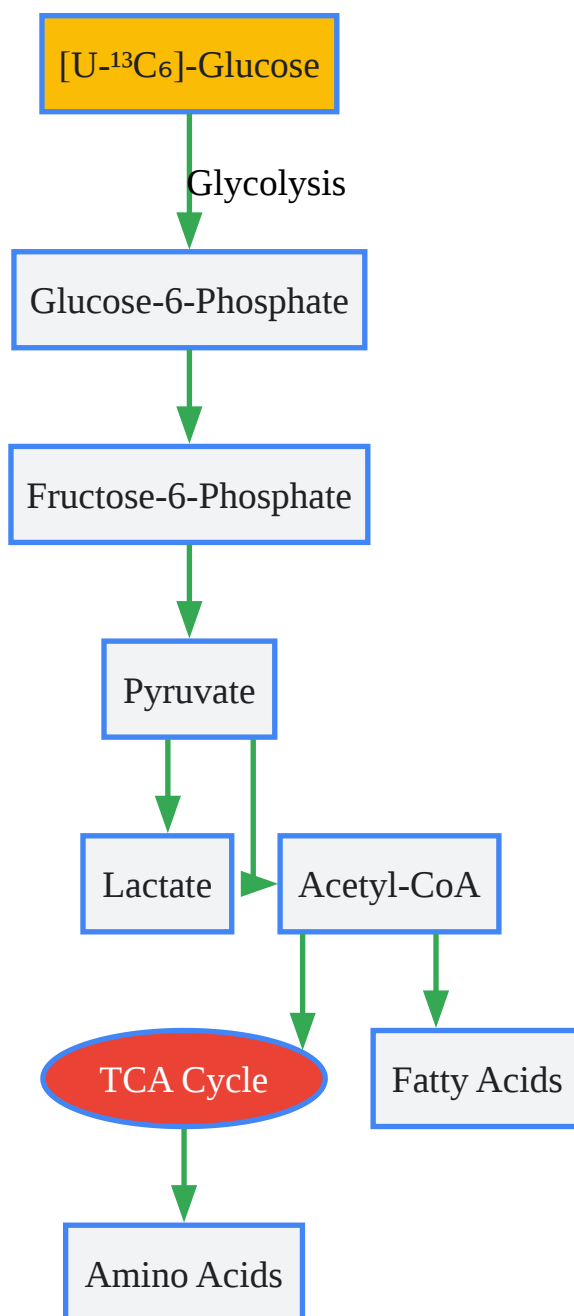 [U-¹³C₆]-Glucose
Glycolysis
Glucose-6-Phosphate
Fructose-6-Phosphate
Pyruvate
Lactate
Acetyl-CoA
TCA Cycle
Fatty Acids
Amino Acids